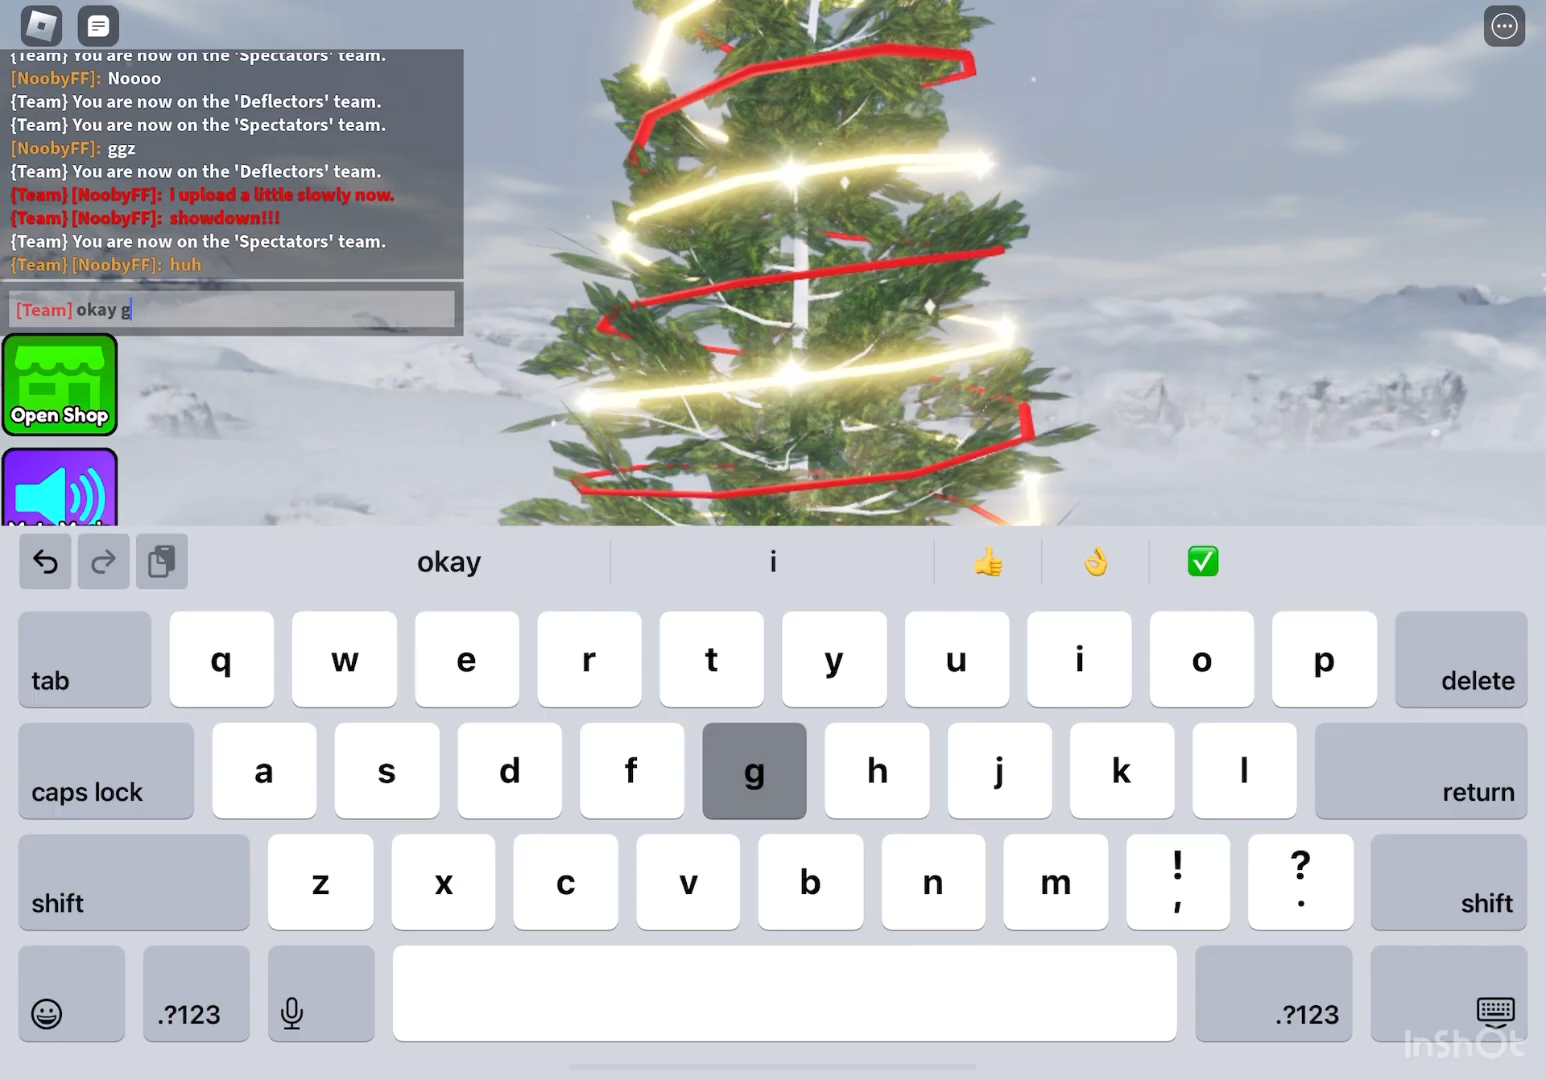 {Team} You are now on the 'Spectators' team.
[NoobyFF]: Noooo
{Team} You are now on the 'Deflectors' team.
{Team} You are now on the 'Spectators' team.
[NoobyFF]: ggz
{Team} You are now on the 'Deflectors' team.
{Team} [NoobyFF]: i upload a little slowly now.
{Team} [NoobyFF]: showdown!!!
{Team} You are now on the 'Spectators' team.
{Team} [NoobyFF]: huh
[Team] okay g
Open Shop
okay i
tab q w e r t y u i o p delete
caps lock a s d f g h j k l return
shift z x c v b n m ! , ? . shift
.?123 .?123
InShOt